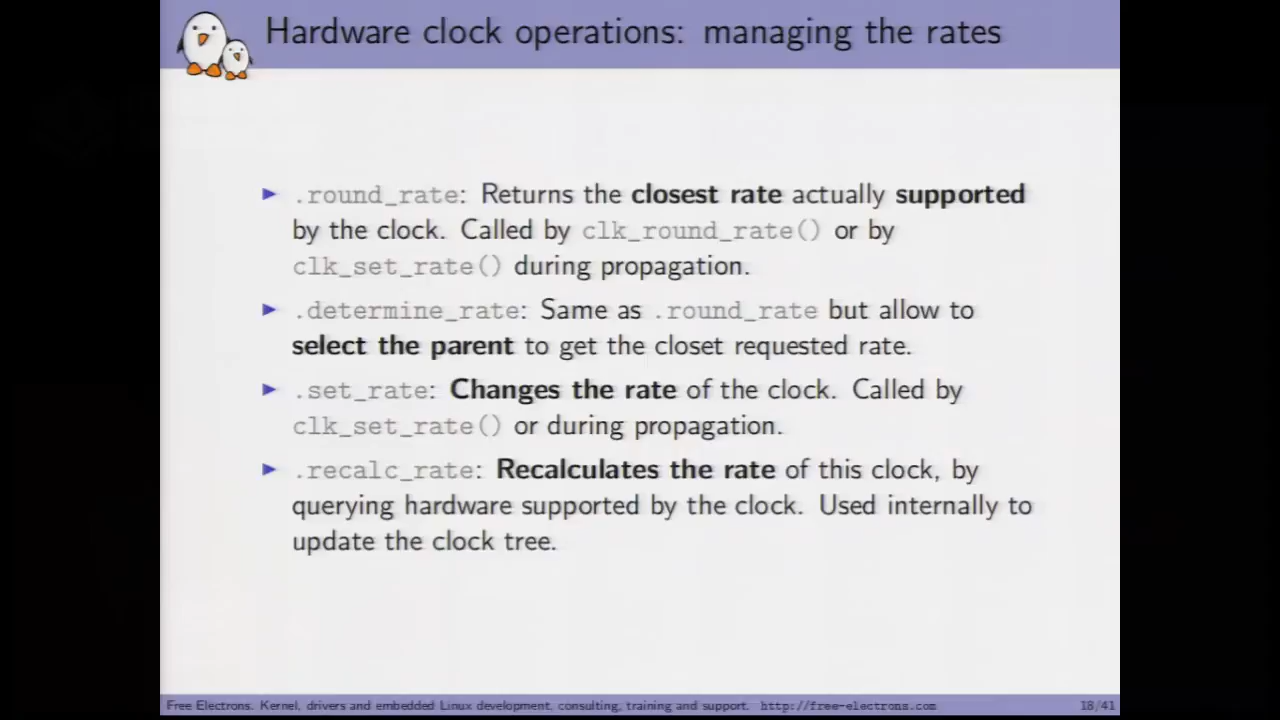 Hardware clock operations: managing the rates
▶ .round_rate: Returns the closest rate actually supported
by the clock. Called by clk_round_rate() or by
clk_set_rate() during propagation.
▶ .determine_rate: Same as .round_rate but allow to
select the parent to get the closet requested rate.
▶ .set_rate: Changes the rate of the clock. Called by
clk_set_rate() or during propagation.
▶ .recalc_rate: Recalculates the rate of this clock, by
querying hardware supported by the clock. Used internally to
update the clock tree.
Free Electrons. Kernel, drivers and embedded Linux development, consulting, training and support. http://free-electrons.com 18/41